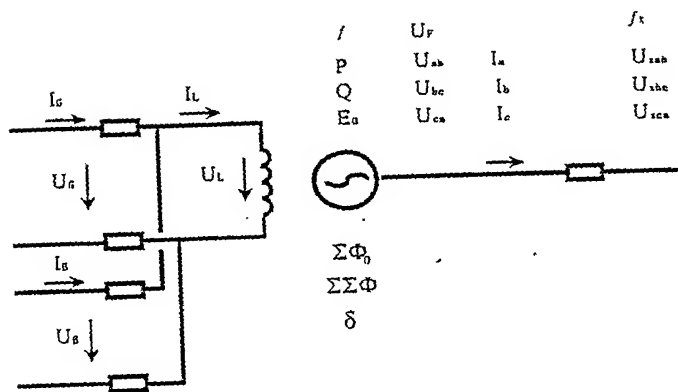 f U_F f_x
P U_ab I_a U_xab
Q U_bc I_b U_xbc
E_0 U_ca I_c U_xca
I_G I_L
U_G U_L
I_B
U_B
ΣΦ_0
ΣΣΦ
δ